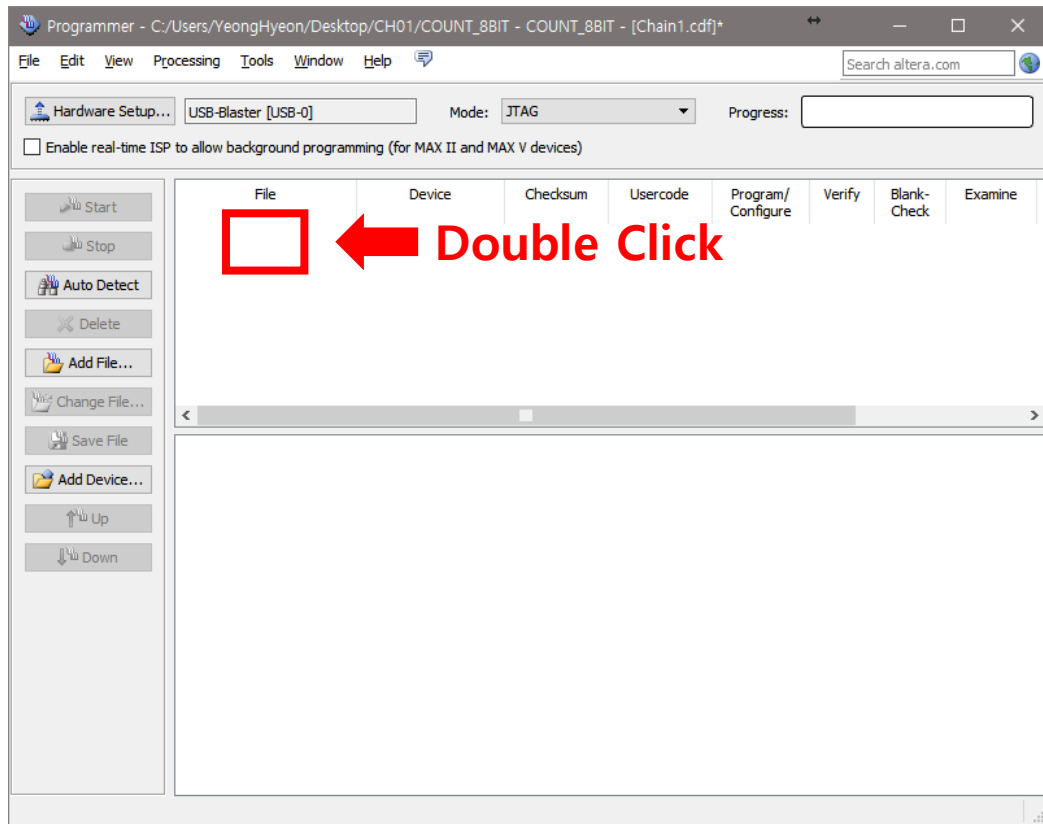 Programmer - C:/Users/YeongHyeon/Desktop/CH01/COUNT_8BIT - COUNT_8BIT - [Chain1.cdf]*
File Edit View Processing Tools Window Help Search altera.com
Hardware Setup... USB-Blaster [USB-0] Mode: JTAG Progress:
Enable real-time ISP to allow background programming (for MAX II and MAX V devices)
File Device Checksum Usercode Program/ Verify Blank- Examine
Configure Check
Start
Stop
Auto Detect
Delete
Add File...
Change File...
Save File
Add Device...
Up
Down
Double Click